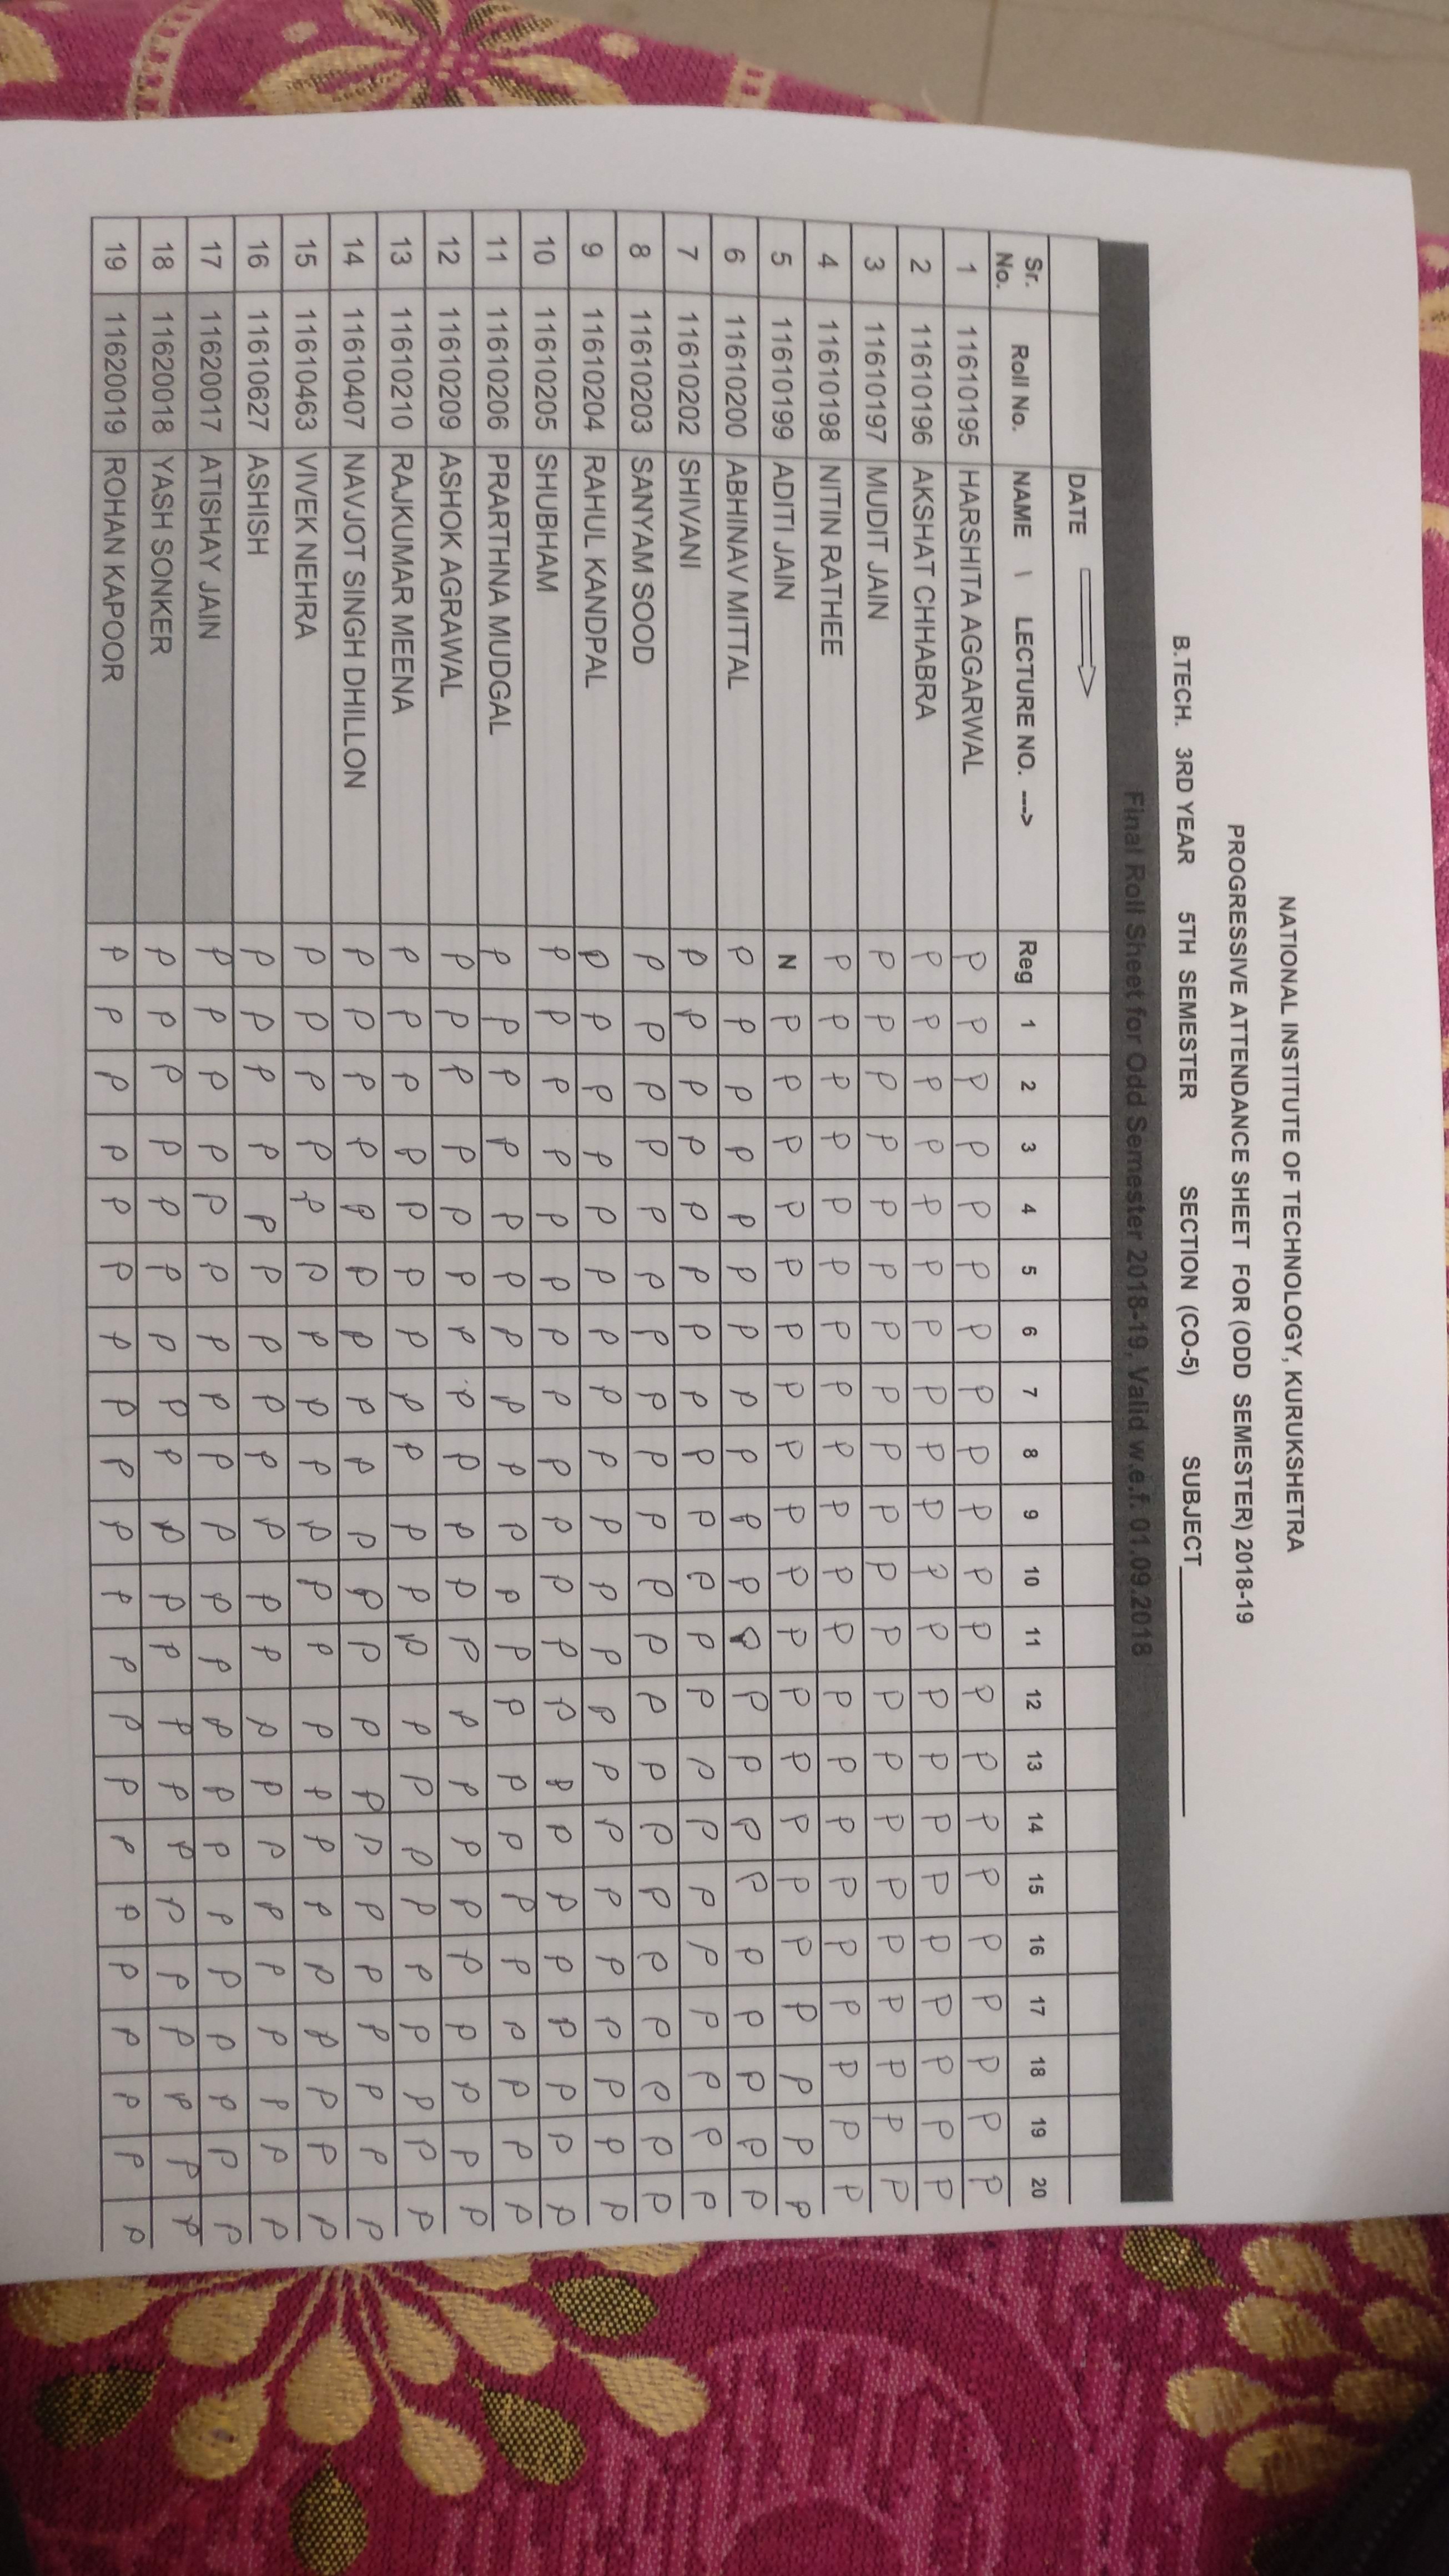 NATIONAL INSTITUTE OF TECHNOLOGY, KURUKSHETRA
PROGRESSIVE ATTENDANCE SHEET FOR (ODD SEMESTER) 2018-19
B.TECH. 3RD YEAR 5TH SEMESTER SECTION (CO-5) SUBJECT
Final Roll Sheet for Odd Semester 2018-19, Valid w.e.f. 01.09.2018
DATE
Sr. No. Roll No. NAME \ LECTURE NO. ---> Reg 1 2 3 4 5 6 7 8 9 10 11 12 13 14 15 16 17 18 19 20
1 11610195 HARSHITA AGGARWAL P P P P P P P P P P P P P P P P P P P P P
2 11610196 AKSHAT CHHABRA P P P P P P P P P P P P P P P P P P P P P
3 11610197 MUDIT JAIN P P P P P P P P P P P P P P P P P P P P P
4 11610198 NITIN RATHEE P P P P P P P P P P P P P P P P P P P P P
5 11610199 ADITI JAIN N P P P P P P P P P P P P P P P P P P P P
6 11610200 ABHINAV MITTAL P P P P P P P P P P P P P P P P P P P P P
7 11610202 SHIVANI P P P P P P P P P P P P P P P P P P P P P
8 11610203 SANYAM SOOD P P P P P P P P P P P P P P P P P P P P P
9 11610204 RAHUL KANDPAL P P P P P P P P P P P P P P P P P P P P P
10 11610205 SHUBHAM P P P P P P P P P P P P P P P P P P P P P
11 11610206 PRARTHNA MUDGAL P P P P P P P P P P P P P P P P P P P P P
12 11610209 ASHOK AGRAWAL P P P P P P P P P P P P P P P P P P P P P
13 11610210 RAJKUMAR MEENA P P P P P P P P P P P P P P P P P P P P P
14 11610407 NAVJOT SINGH DHILLON P P P P P P P P P P P P P P P P P P P P P
15 11610463 VIVEK NEHRA P P P P P P P P P P P P P P P P P P P P P
16 11610627 ASHISH P P P P P P P P P P P P P P P P P P P P P
17 11620017 ATISHAY JAIN P P P P P P P P P P P P P P P P P P P P P
18 11620018 YASH SONKER P P P P P P P P P P P P P P P P P P P P P
19 11620019 ROHAN KAPOOR P P P P P P P P P P P P P P P P P P P P P